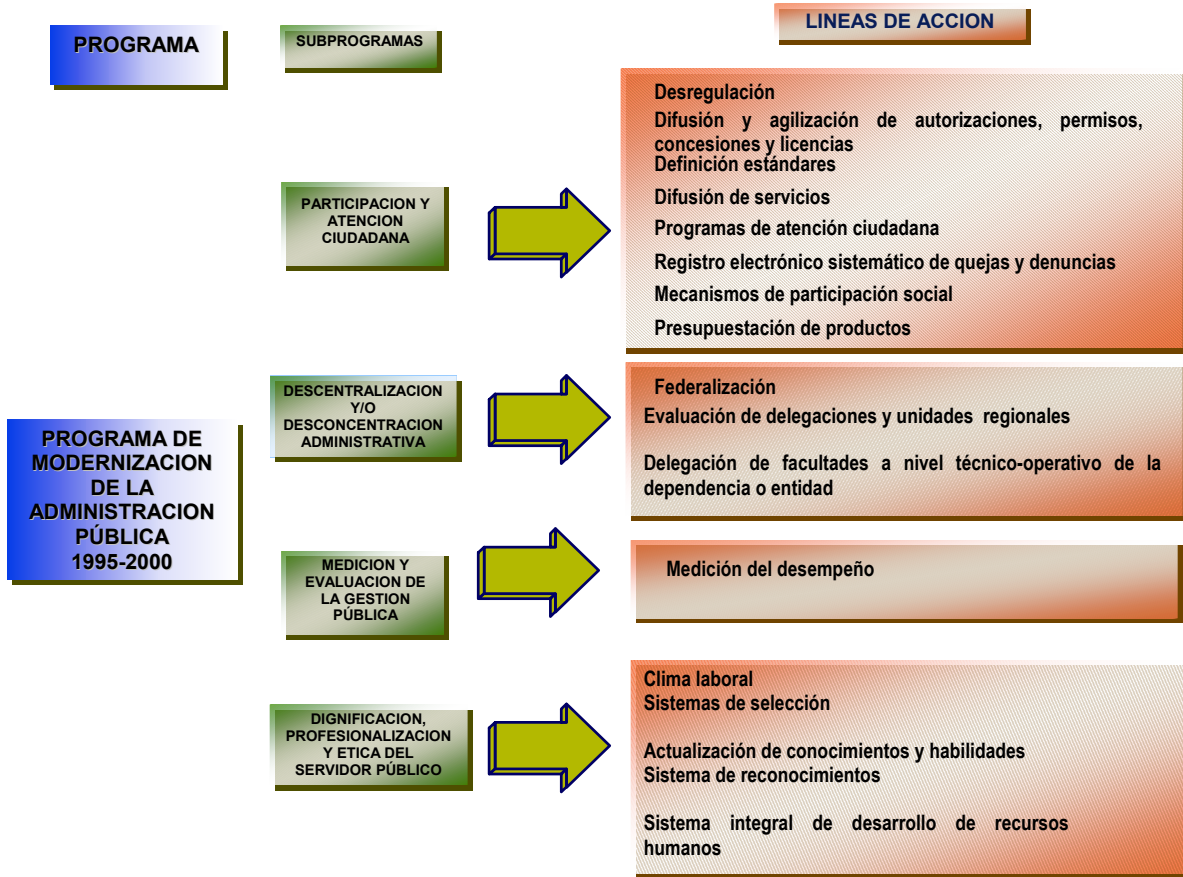 PROGRAMA
SUBPROGRAMAS
LINEAS DE ACCION
PROGRAMA DE
MODERNIZACION
DE LA
ADMINISTRACION
PÚBLICA
1995-2000
PARTICIPACION Y
ATENCION
CIUDADANA
Desregulación
Difusión y agilización de autorizaciones, permisos,
concesiones y licencias
Definición estándares
Difusión de servicios
Programas de atención ciudadana
Registro electrónico sistemático de quejas y denuncias
Mecanismos de participación social
Presupuestación de productos
DESCENTRALIZACION
Y/O
DESCONCENTRACION
ADMINISTRATIVA
Federalización
Evaluación de delegaciones y unidades regionales
Delegación de facultades a nivel técnico-operativo de la
dependencia o entidad
MEDICION Y
EVALUACION DE
LA GESTION
PÚBLICA
Medición del desempeño
DIGNIFICACION,
PROFESIONALIZACION
Y ETICA DEL
SERVIDOR PÚBLICO
Clima laboral
Sistemas de selección
Actualización de conocimientos y habilidades
Sistema de reconocimientos
Sistema integral de desarrollo de recursos
humanos